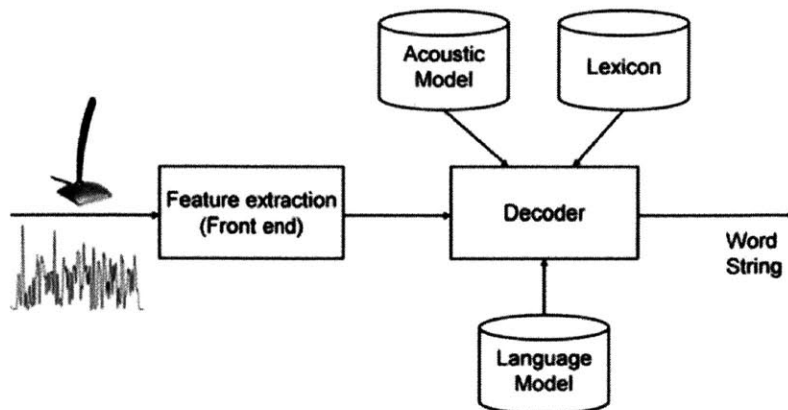 Acoustic
Model
Lexicon
Feature extraction
(Front end)
Decoder
Word
String
Language
Model